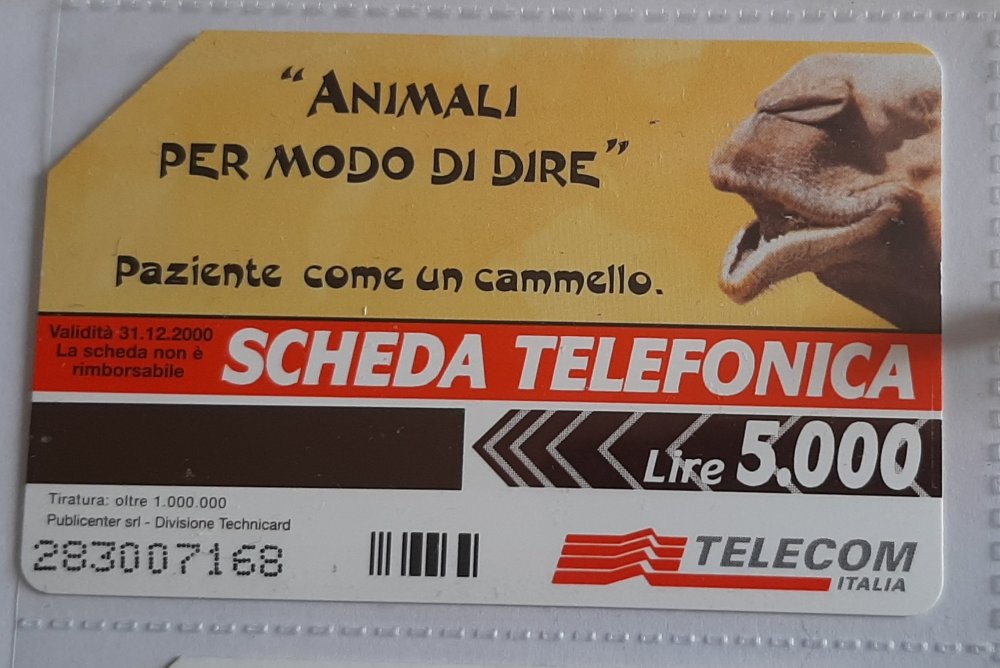 "ANIMALI
PER MODO DI DIRE"
Paziente come un cammello.
Validità 31.12.2000
La scheda non è
rimborsabile
SCHEDA TELEFONICA
Lire 5.000
Tiratura: oltre 1.000.000
Publicenter srl - Divisione Technicard
283007168
TELECOM
ITALIA